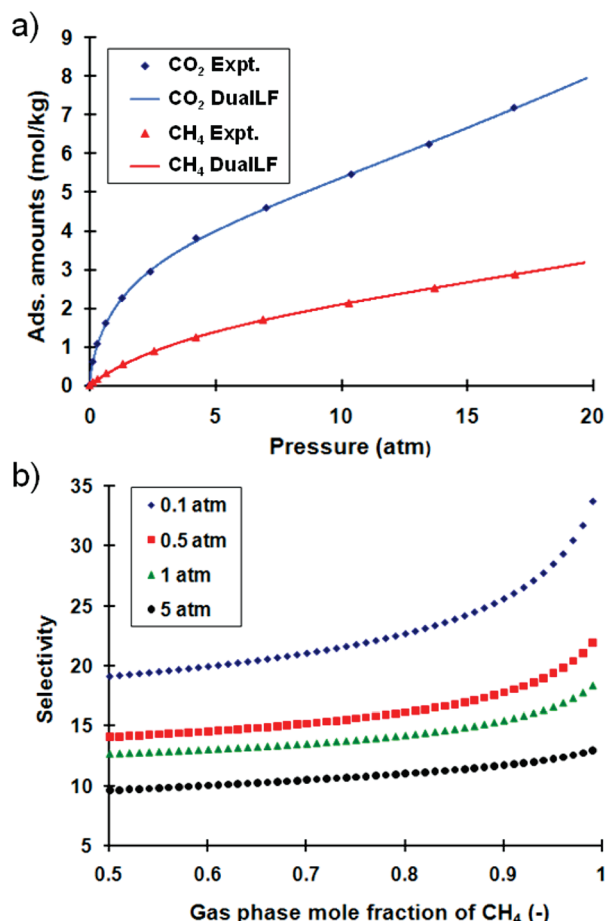 a)
9
8
7
6
5
4
3
2
1
0
Ads. amounts (mol/kg)
CO₂ Expt.
CO₂ DualLF
CH₄ Expt.
CH₄ DualLF
0 5 10 15 20
Pressure (atm)
b)
35
30
25
20
15
10
5
Selectivity
0.1 atm
0.5 atm
1 atm
5 atm
0.5 0.6 0.7 0.8 0.9 1
Gas phase mole fraction of CH₄ (-)